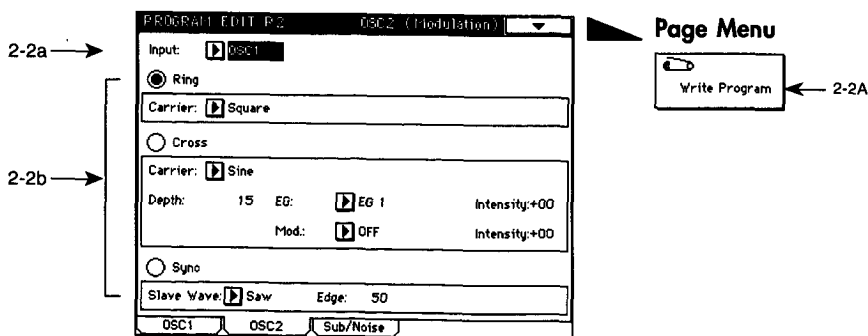 PROGRAM EDIT P2 OSC2 (Modulation)
Page Menu
2-2a
Input: OSC1
Write Program
2-2A
Ring
Carrier: Square
Cross
2-2b
Carrier: Sine
Depth: 15 EG: EG 1 Intensity:+00
Mod.: OFF Intensity:+00
Sync
Slave Wave: Saw Edge: 50
OSC1 OSC2 Sub/Noise